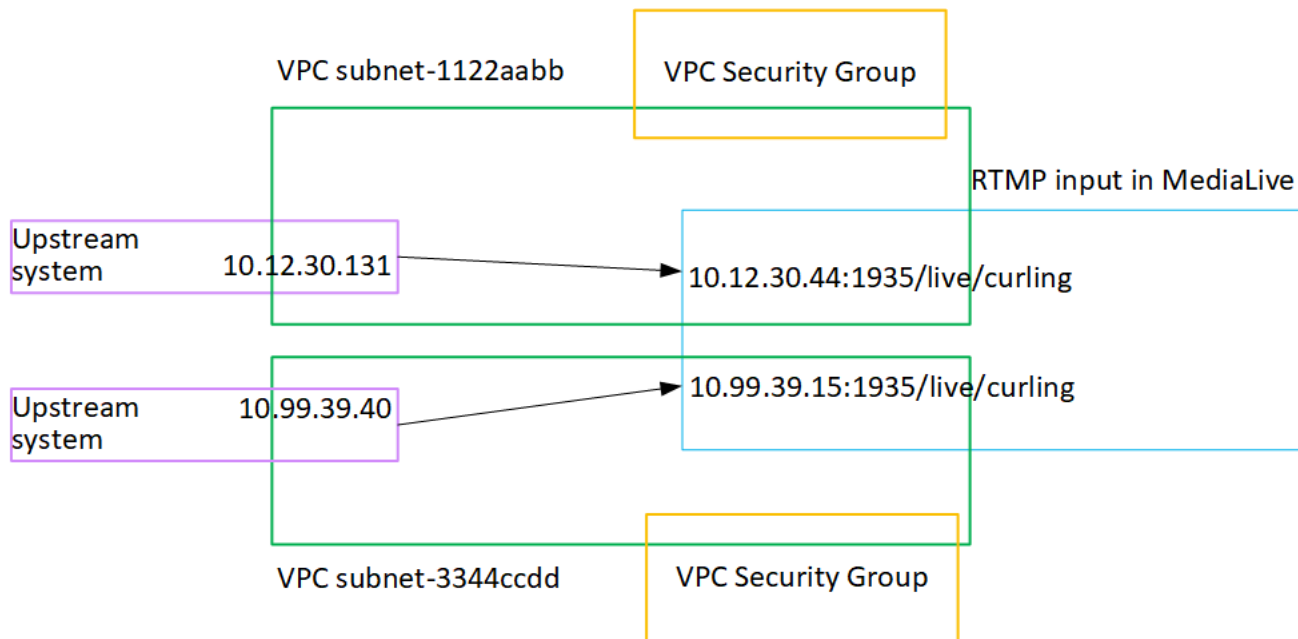 VPC subnet-1122aabb
VPC Security Group
RTMP input in MediaLive
Upstream
system
10.12.30.131
10.12.30.44:1935/live/curling
Upstream
system
10.99.39.40
10.99.39.15:1935/live/curling
VPC subnet-3344ccdd
VPC Security Group